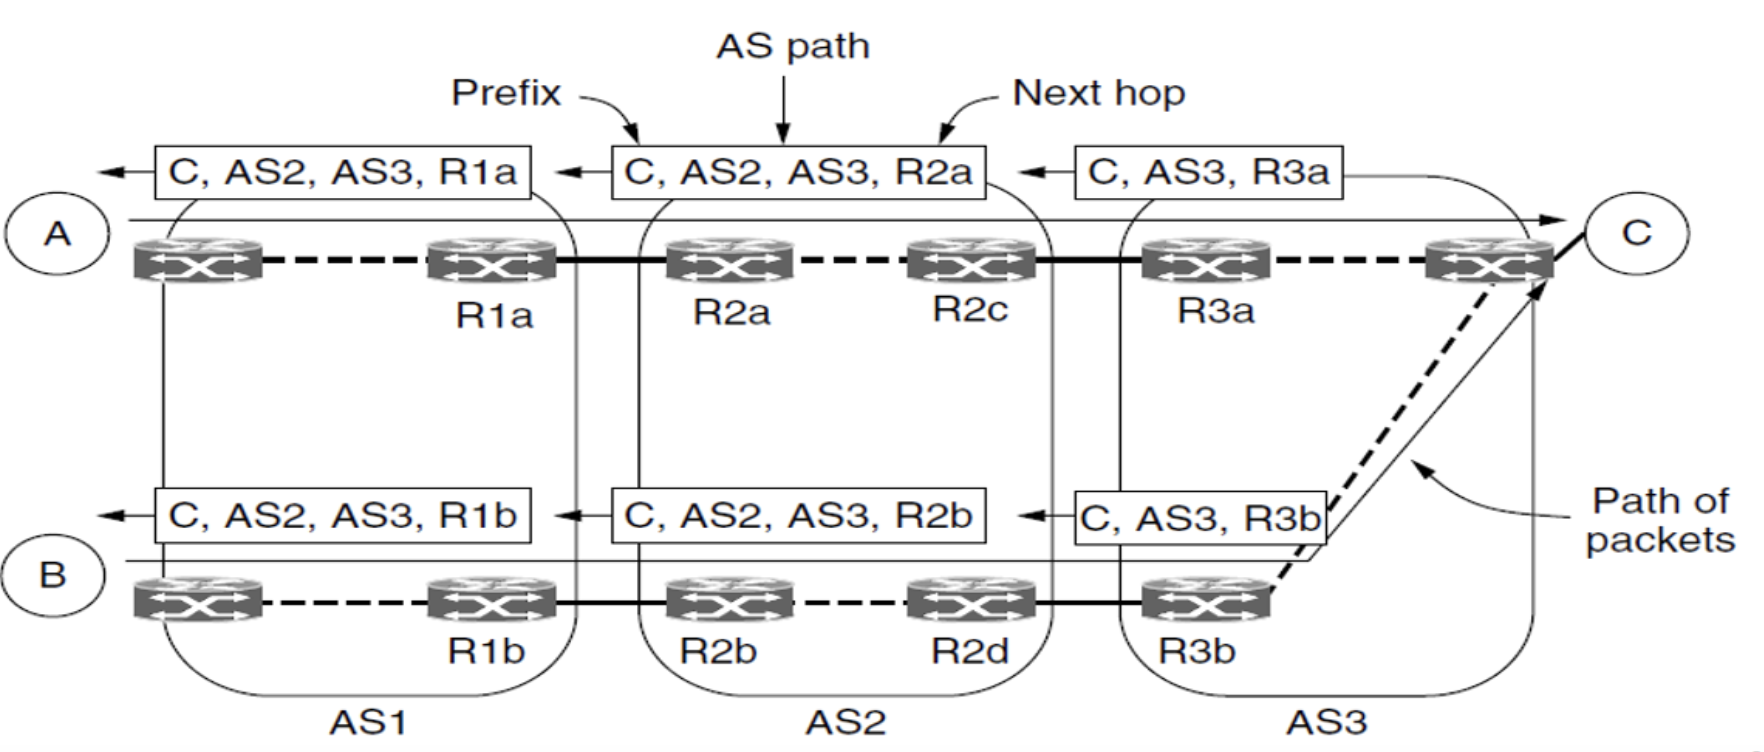 AS path
Prefix
Next hop
C, AS2, AS3, R1a
C, AS2, AS3, R2a
C, AS3, R3a
A
C
R1a
R2a
R2c
R3a
C, AS2, AS3, R1b
C, AS2, AS3, R2b
C, AS3, R3b
Path of
packets
B
R1b
R2b
R2d
R3b
AS1
AS2
AS3